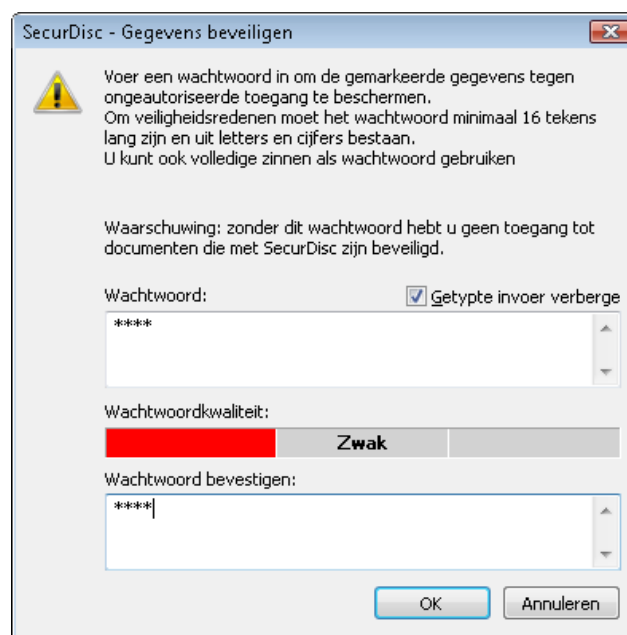 SecurDisc - Gegevens beveiligen
Voer een wachtwoord in om de gemarkeerde gegevens tegen
ongeautoriseerde toegang te beschermen.
Om veiligheidsredenen moet het wachtwoord minimaal 16 tekens
lang zijn en uit letters en cijfers bestaan.
U kunt ook volledige zinnen als wachtwoord gebruiken
Waarschuwing: zonder dit wachtwoord hebt u geen toegang tot
documenten die met SecurDisc zijn beveiligd.
Wachtwoord: Getypte invoer verberge
****
Wachtwoordkwaliteit:
Zwak
Wachtwoord bevestigen:
****
OK Annuleren